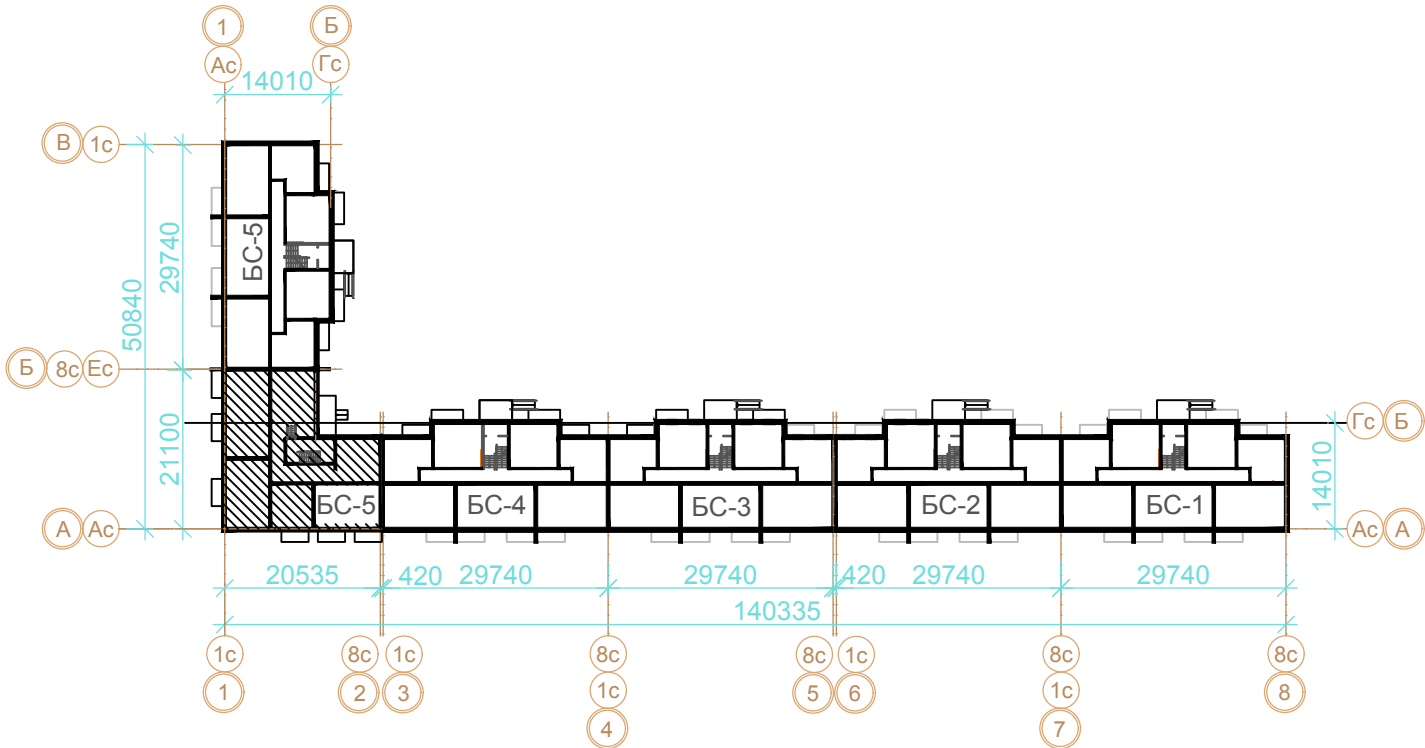 1 Б
Ас Гс
14010
В 1с
29740
БС-5
50840
Б 8с Ес
21100
Гс Б
14010
БС-5 БС-4 БС-3 БС-2 БС-1
А Ас Ас А
20535 420 29740 29740 420 29740 29740
140335
1с 8с 1с 8с 8с 1с 8с 8с
1 2 3 1с 5 6 1с 8
4 7